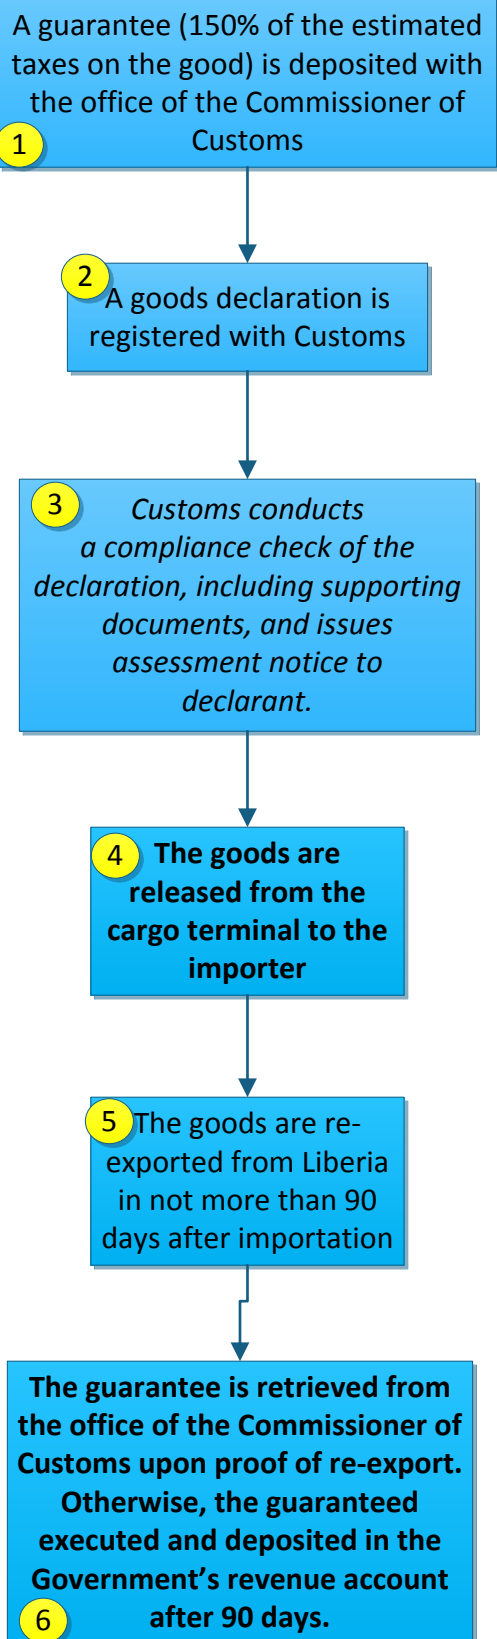 A guarantee (150% of the estimated
taxes on the good) is deposited with
the office of the Commissioner of
Customs
1
2
A goods declaration is
registered with Customs
3
Customs conducts
a compliance check of the
declaration, including supporting
documents, and issues
assessment notice to
declarant.
4
The goods are
released from the
cargo terminal to the
importer
5
The goods are re-
exported from Liberia
in not more than 90
days after importation
The guarantee is retrieved from
the office of the Commissioner of
Customs upon proof of re-export.
Otherwise, the guaranteed
executed and deposited in the
Government’s revenue account
after 90 days.
6